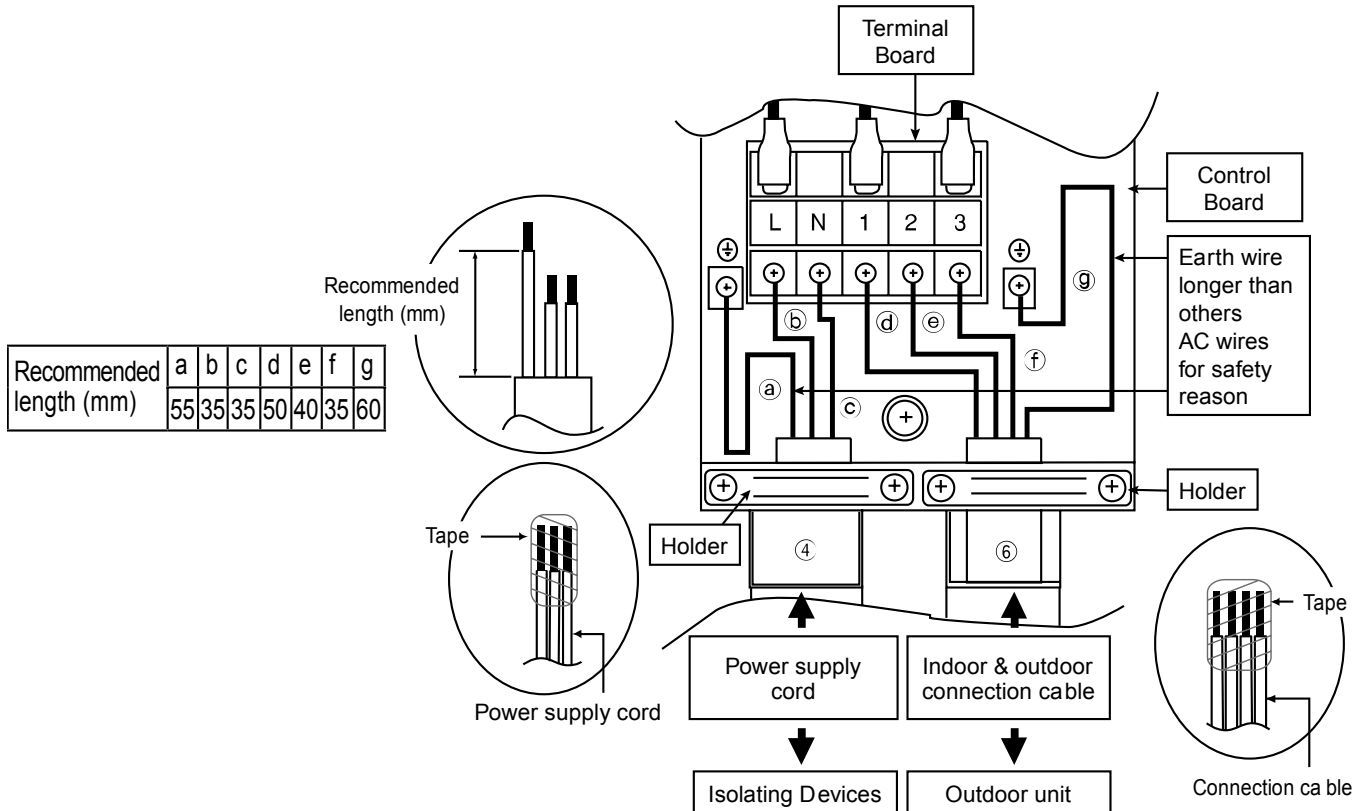 Terminal
Board
Control
Board
L N 1 2 3
Earth wire
longer than
others
AC wires
for safety
reason
ⓑ ⓓ ⓔ ⓖ
ⓐ ⓒ ⓕ
Recommended
length (mm)
Recommended
length (mm)
a b c d e f g
55 35 35 50 40 35 60
Holder
Holder
④ ⑥
Tape
Power supply cord
Tape
Connection ca ble
Power supply
cord
Indoor & outdoor
connection cable
Isolating Devices
Outdoor unit